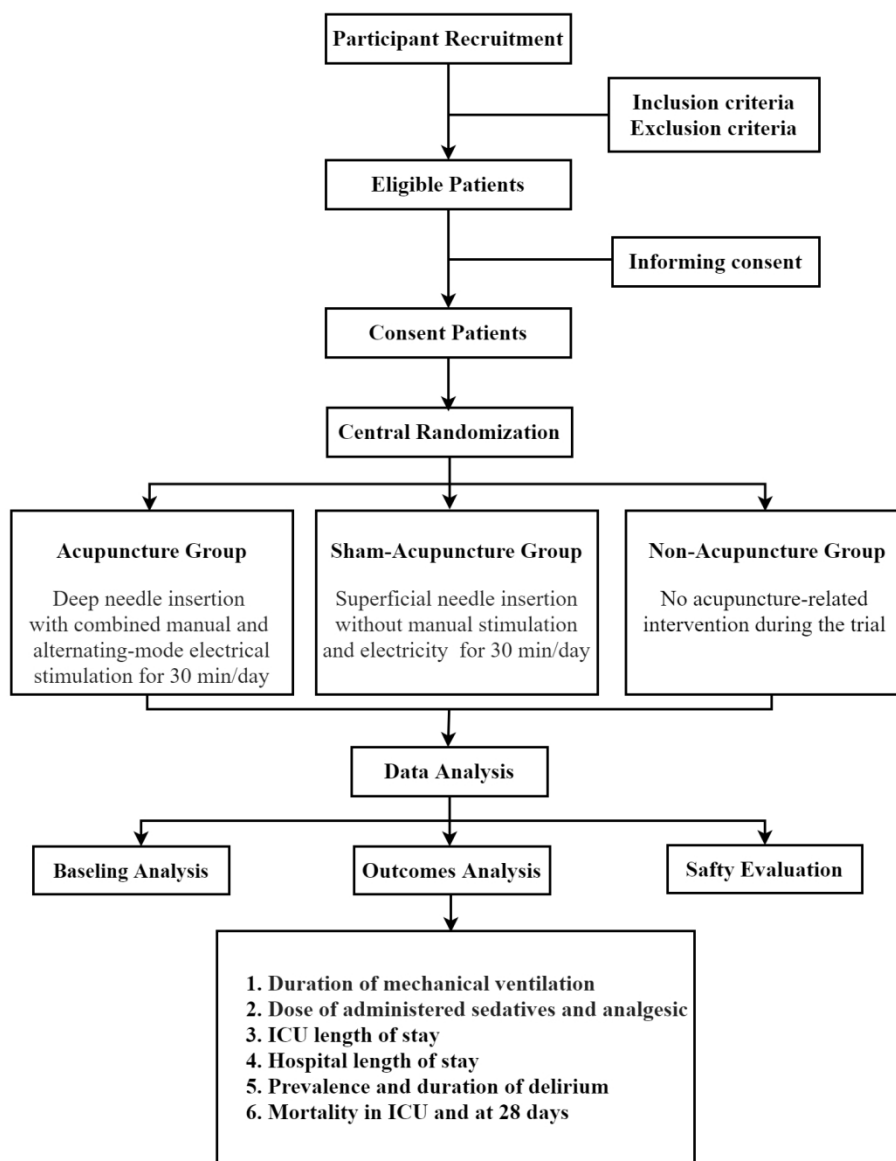 Participant Recruitment
Inclusion criteria
Exclusion criteria
Eligible Patients
Informing consent
Consent Patients
Central Randomization
Acupuncture Group
Deep needle insertion
with combined manual and
alternating-mode electrical
stimulation for 30 min/day
Sham-Acupuncture Group
Superficial needle insertion
without manual stimulation
and electricity for 30 min/day
Non-Acupuncture Group
No acupuncture-related
intervention during the trial
Data Analysis
Baseling Analysis
Outcomes Analysis
Safty Evaluation
1. Duration of mechanical ventilation
2. Dose of administered sedatives and analgesic
3. ICU length of stay
4. Hospital length of stay
5. Prevalence and duration of delirium
6. Mortality in ICU and at 28 days